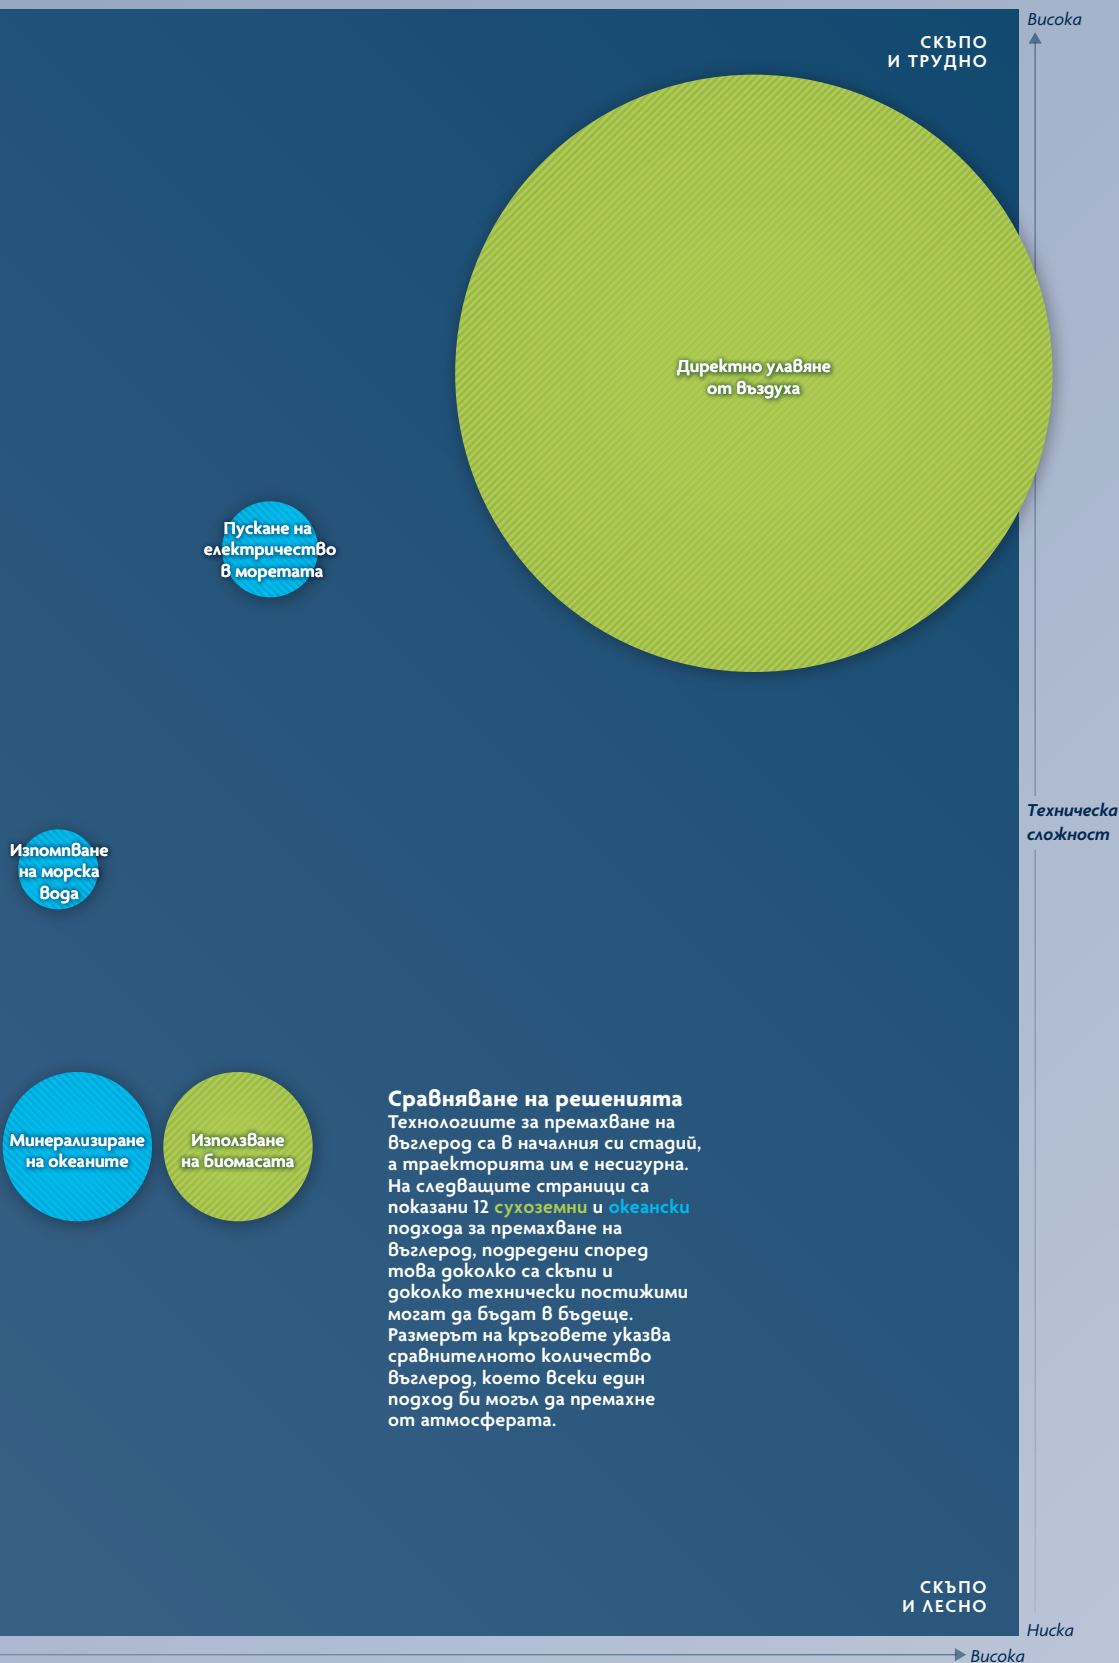 Висока
СКЪПО
И ТРУДНО
Директно улавяне
от въздуха
Пускане на
електричество
в моретата
Техническа
сложност
Изпомпване
на морска
вода
Минерализиране
на океаните
Използване
на биомасата
Сравняване на решенията
Технологиите за премахване на
въглерод са в началния си стадий,
а траекторията им е несигурна.
На следващите страници са
показани 12 сухоземни и океански
подхода за премахване на
въглерод, подредени според
това доколко са скъпи и
доколко технически постижими
могат да бъдат в бъдеще.
Размерът на кръговете указва
сравнителното количество
въглерод, което всеки един
подход би могъл да премахне
от атмосферата.
СКЪПО
И ЛЕСНО
Ниска
Висока